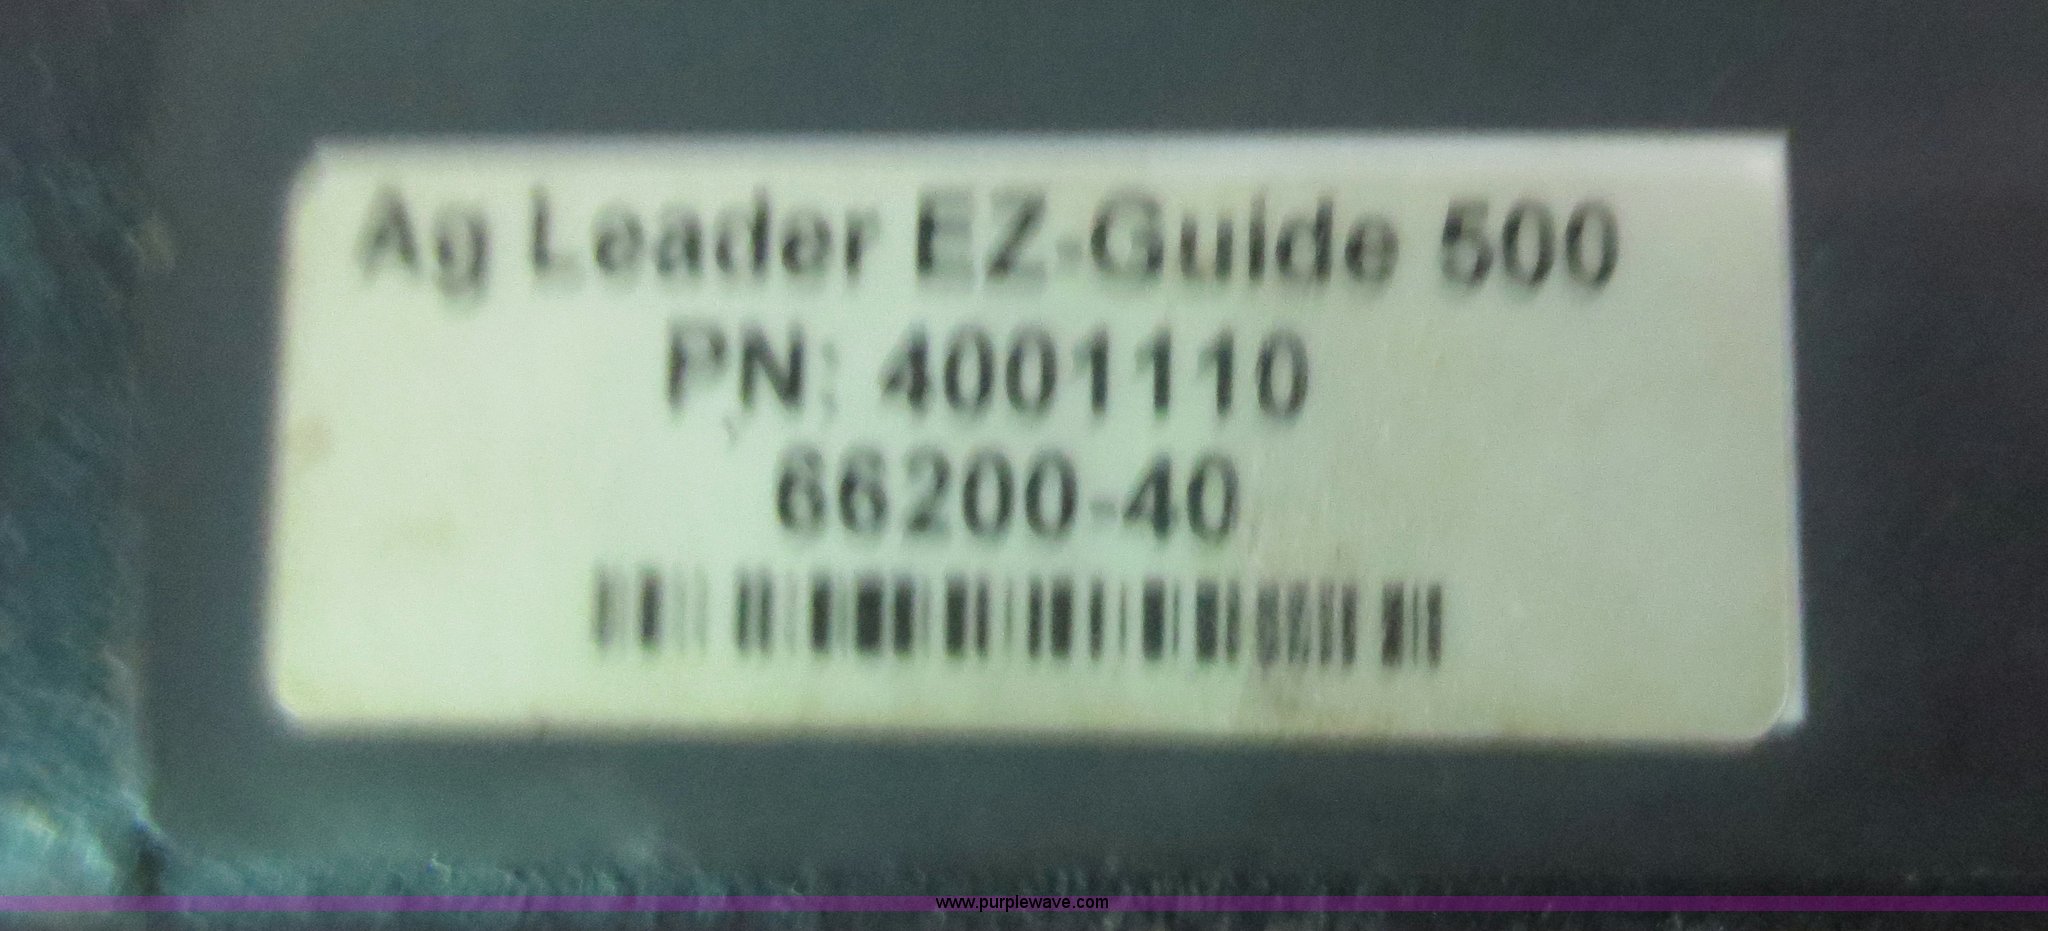 Ag Leader EZ-Guide 500
PN: 4001110
66200-40
www.purplewave.com